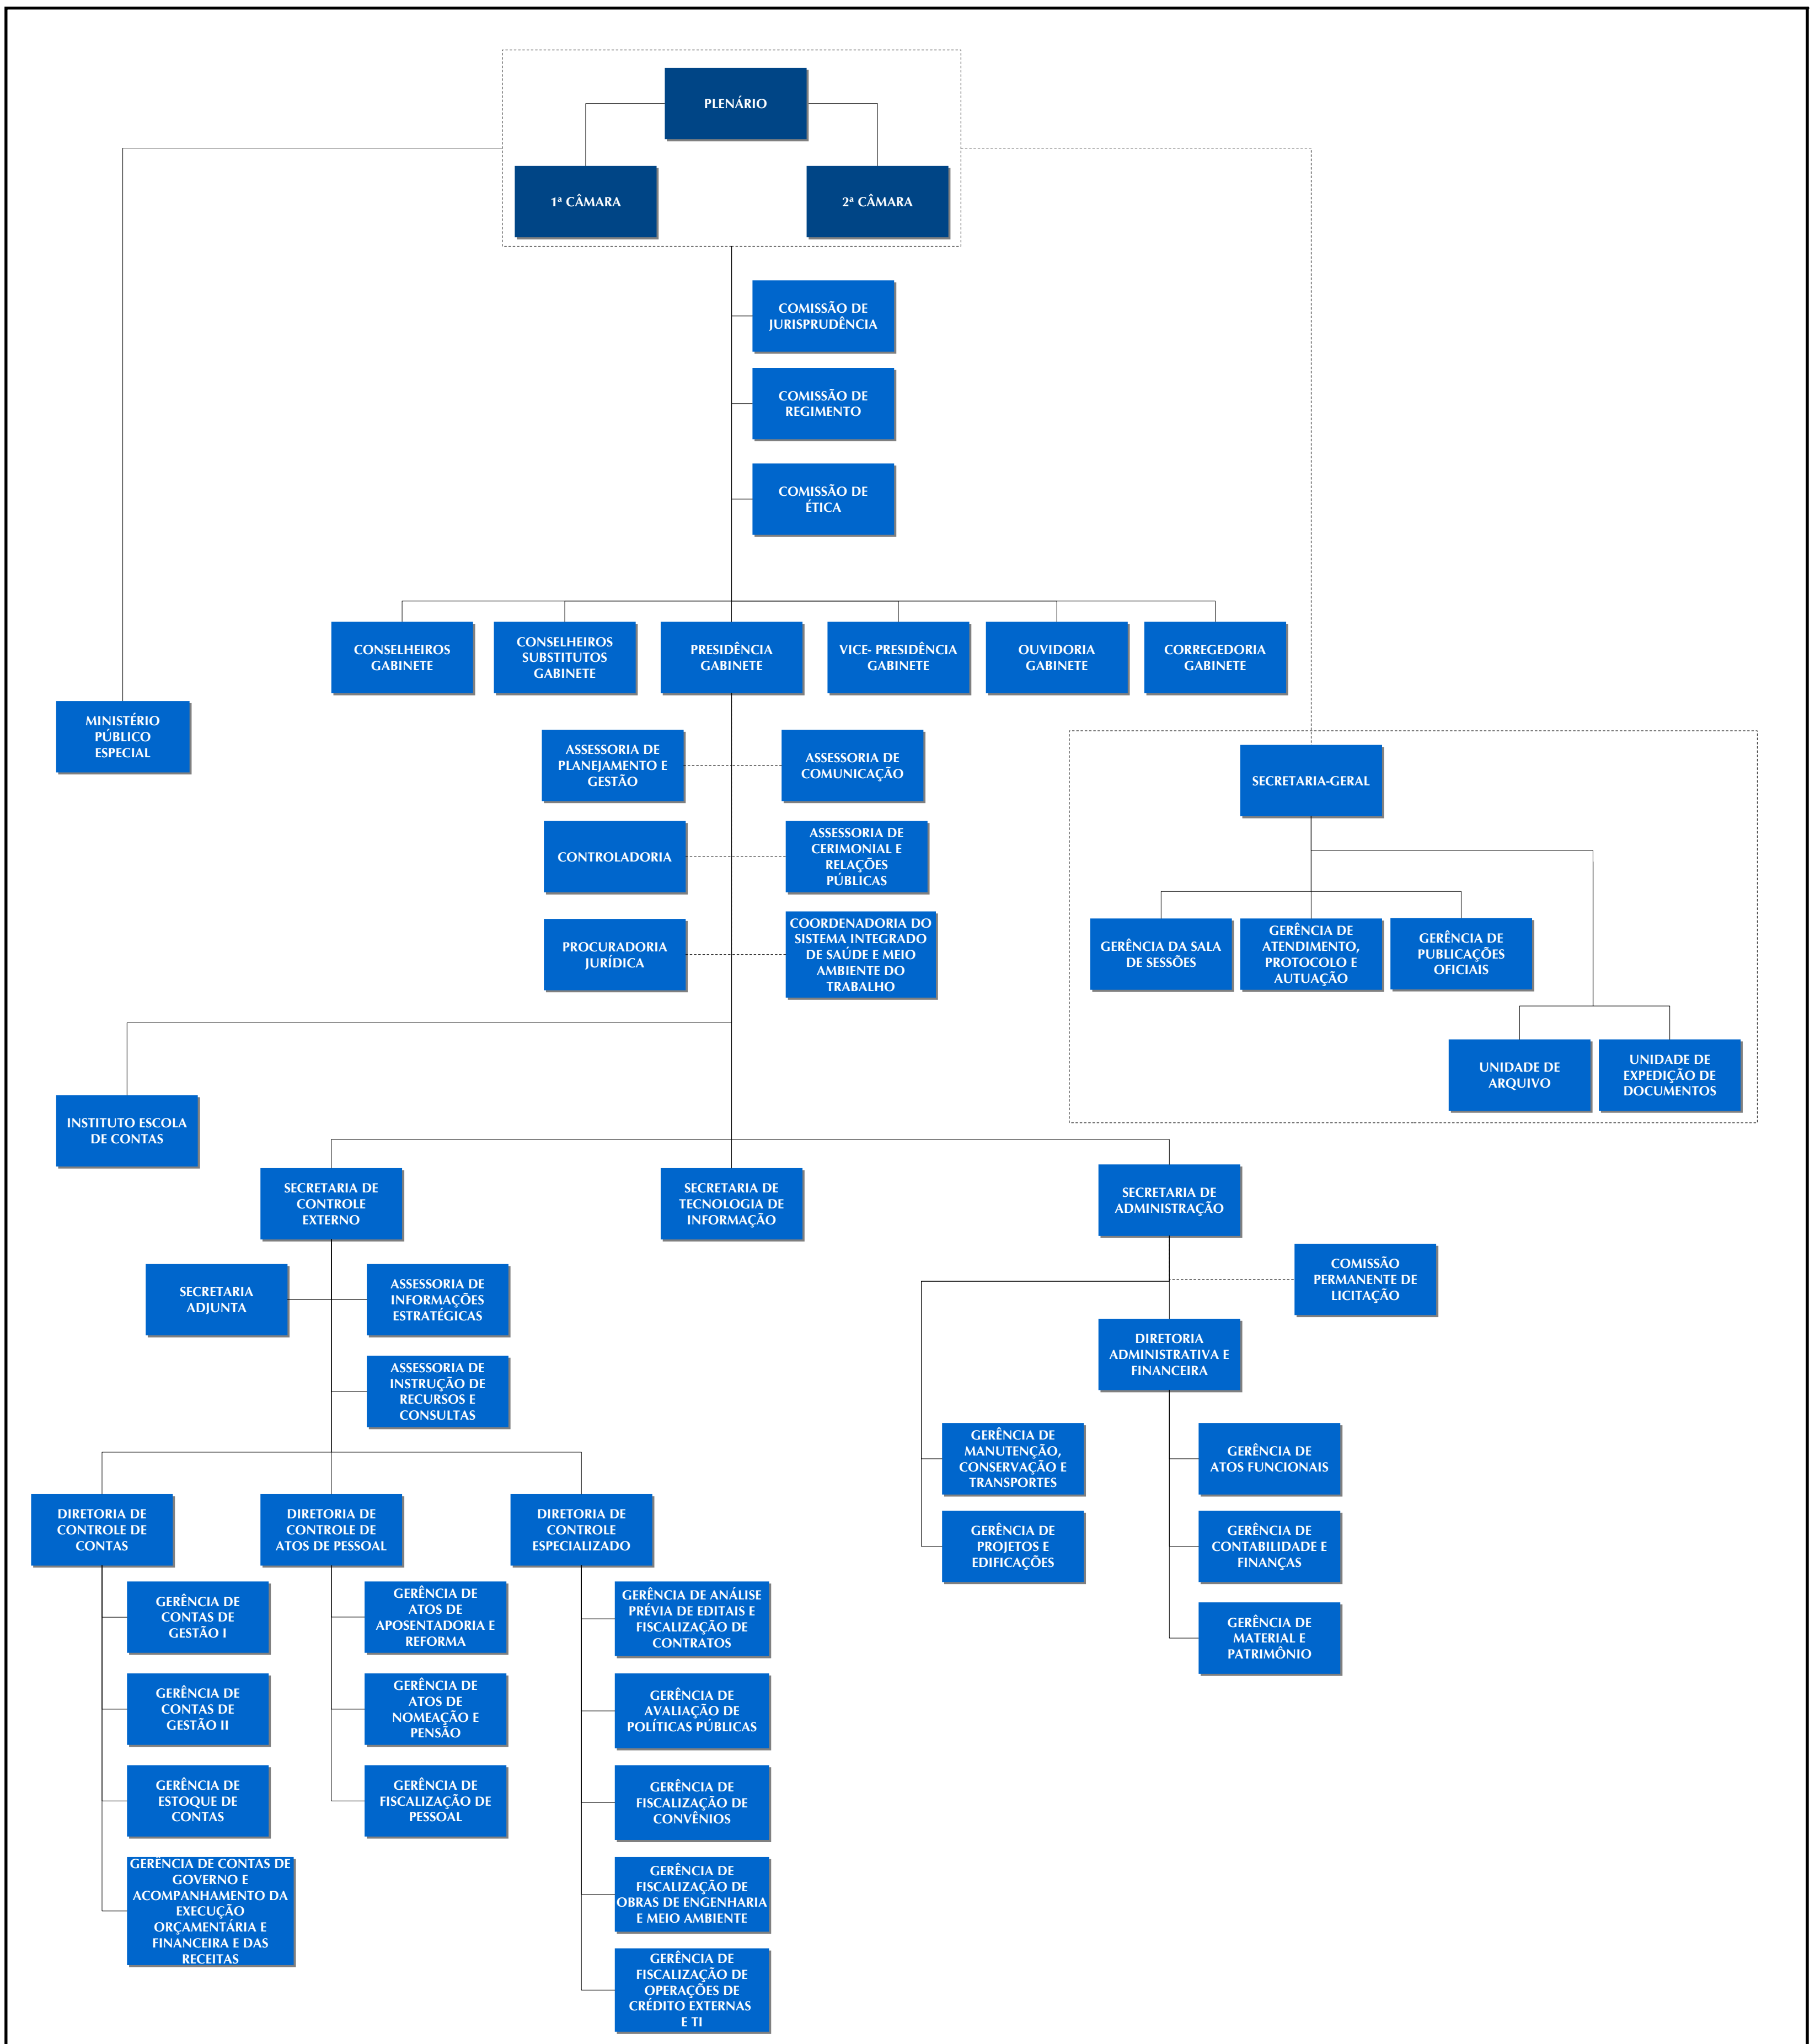 PLENÁRIO
1ª CÂMARA
2ª CÂMARA
COMISSÃO DE
JURISPRUDÊNCIA
COMISSÃO DE
REGIMENTO
COMISSÃO DE
ÉTICA
CONSELHEIROS
GABINETE
CONSELHEIROS
SUBSTITUTOS
GABINETE
PRESIDÊNCIA
GABINETE
VICE- PRESIDÊNCIA
GABINETE
OUVIDORIA
GABINETE
CORREGEDORIA
GABINETE
MINISTÉRIO
PÚBLICO
ESPECIAL
ASSESSORIA DE
PLANEJAMENTO E
GESTÃO
ASSESSORIA DE
COMUNICAÇÃO
CONTROLADORIA
ASSESSORIA DE
CERIMONIAL E
RELAÇÕES
PÚBLICAS
PROCURADORIA
JURÍDICA
COORDENADORIA DO
SISTEMA INTEGRADO
DE SAÚDE E MEIO
AMBIENTE DO
TRABALHO
SECRETARIA-GERAL
GERÊNCIA DA SALA
DE SESSÕES
GERÊNCIA DE
ATENDIMENTO,
PROTOCOLO E
AUTUAÇÃO
GERÊNCIA DE
PUBLICAÇÕES
OFICIAIS
UNIDADE DE
ARQUIVO
UNIDADE DE
EXPEDIÇÃO DE
DOCUMENTOS
INSTITUTO ESCOLA
DE CONTAS
SECRETARIA DE
CONTROLE
EXTERNO
SECRETARIA DE
TECNOLOGIA DE
INFORMAÇÃO
SECRETARIA DE
ADMINISTRAÇÃO
SECRETARIA
ADJUNTA
ASSESSORIA DE
INFORMAÇÕES
ESTRATÉGICAS
ASSESSORIA DE
INSTRUÇÃO DE
RECURSOS E
CONSULTAS
COMISSÃO
PERMANENTE DE
LICITAÇÃO
DIRETORIA
ADMINISTRATIVA E
FINANCEIRA
GERÊNCIA DE
MANUTENÇÃO,
CONSERVAÇÃO E
TRANSPORTES
GERÊNCIA DE
ATOS FUNCIONAIS
GERÊNCIA DE
PROJETOS E
EDIFICAÇÕES
GERÊNCIA DE
CONTABILIDADE E
FINANÇAS
GERÊNCIA DE
MATERIAL E
PATRIMÔNIO
DIRETORIA DE
CONTROLE DE
CONTAS
DIRETORIA DE
CONTROLE DE
ATOS DE PESSOAL
DIRETORIA DE
CONTROLE
ESPECIALIZADO
GERÊNCIA DE
CONTAS DE
GESTÃO I
GERÊNCIA DE
ATOS DE
APOSENTADORIA E
REFORMA
GERÊNCIA DE ANÁLISE
PRÉVIA DE EDITAIS E
FISCALIZAÇÃO DE
CONTRATOS
GERÊNCIA DE
CONTAS DE
GESTÃO II
GERÊNCIA DE
ATOS DE
NOMEAÇÃO E
PENSÃO
GERÊNCIA DE
AVALIAÇÃO DE
POLÍTICAS PÚBLICAS
GERÊNCIA DE
ESTOQUE DE
CONTAS
GERÊNCIA DE
FISCALIZAÇÃO DE
PESSOAL
GERÊNCIA DE
FISCALIZAÇÃO DE
CONVÊNIOS
GERÊNCIA DE CONTAS DE
GOVERNO E
ACOMPANHAMENTO DA
EXECUÇÃO
ORÇAMENTÁRIA E
FINANCEIRA E DAS
RECEITAS
GERÊNCIA DE
FISCALIZAÇÃO DE
OBRAS DE ENGENHARIA
E MEIO AMBIENTE
GERÊNCIA DE
FISCALIZAÇÃO DE
OPERAÇÕES DE
CRÉDITO EXTERNAS
E TI